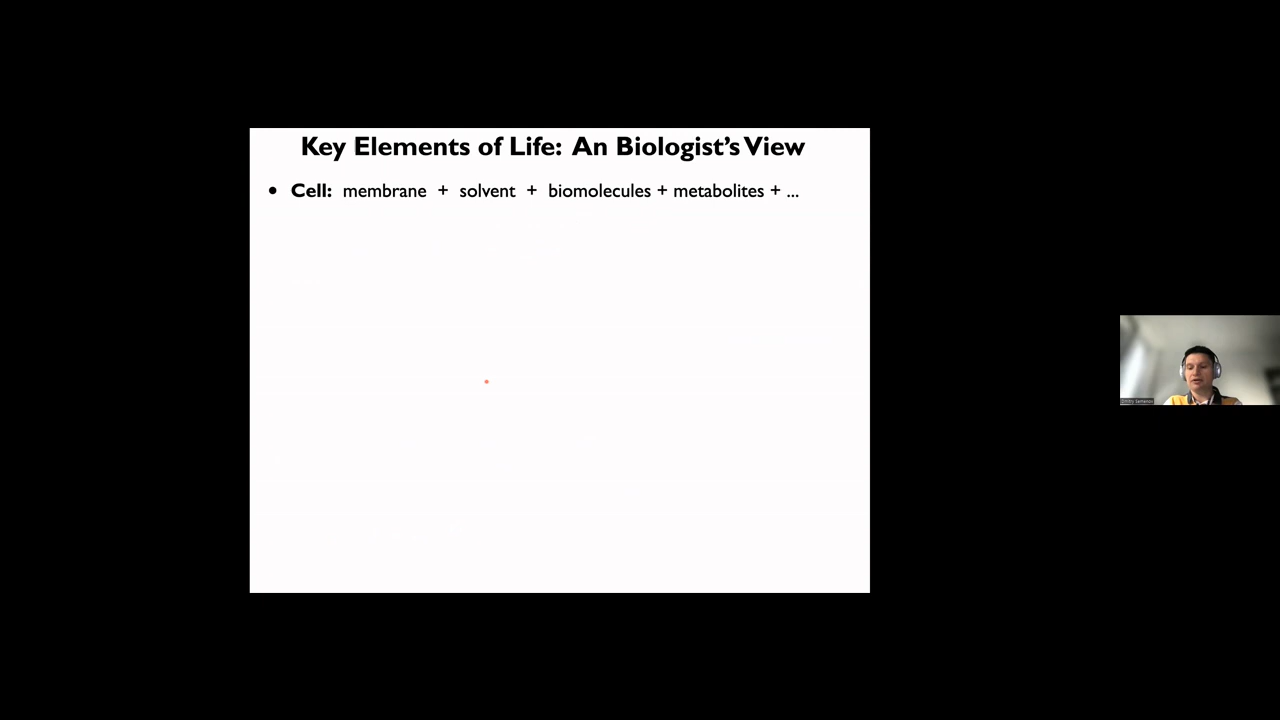 Key Elements of Life: An Biologist's View
• Cell: membrane + solvent + biomolecules + metabolites + ...